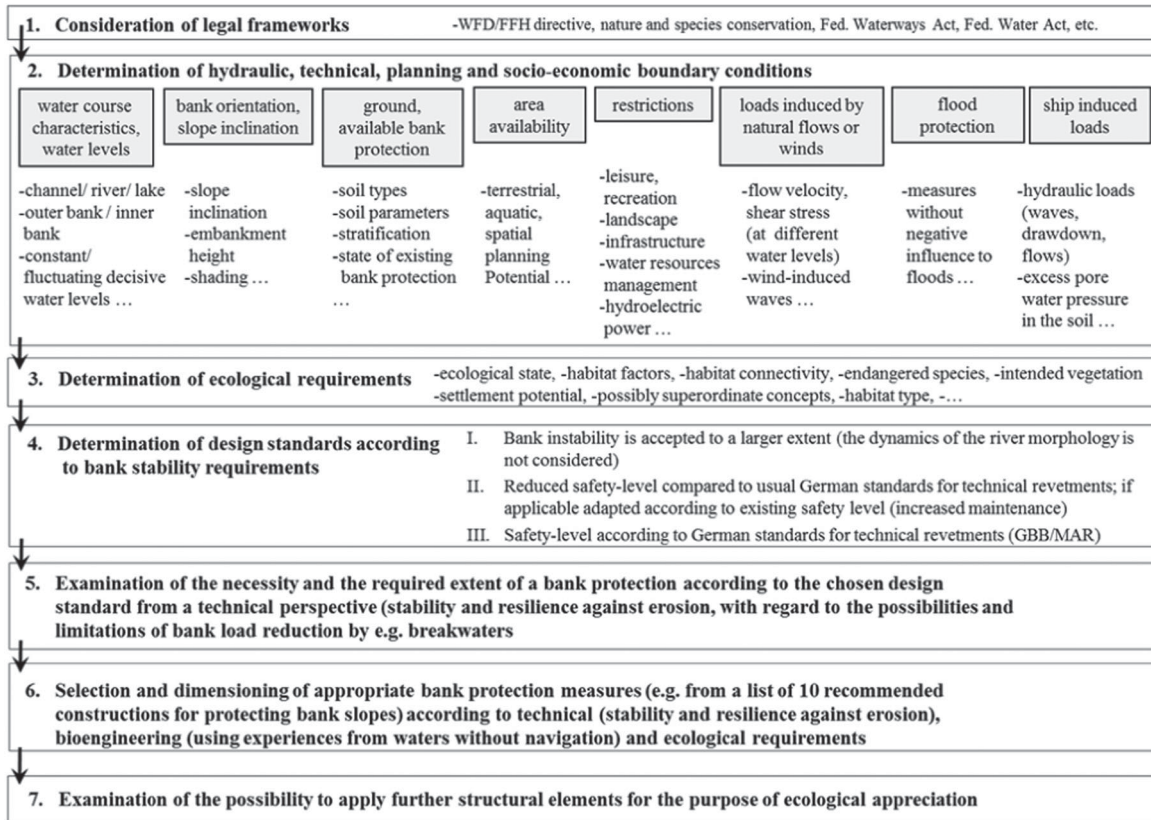 1. Consideration of legal frameworks
-WFD/FFH directive, nature and species conservation, Fed. Waterways Act, Fed. Water Act, etc.
2. Determination of hydraulic, technical, planning and socio-economic boundary conditions
water course
characteristics,
water levels
-channel/ river/ lake
-outer bank / inner
bank
-constant/
fluctuating decisive
water levels …
bank orientation,
slope inclination
-slope
inclination
-embankment
height
-shading …
ground,
available bank
protection
-soil types
-soil parameters
-stratification
-state of existing
bank protection
…
area
availability
-terrestrial,
aquatic,
spatial
planning
Potential …
restrictions
-leisure,
recreation
-landscape
-infrastructure
-water resources
management
-hydroelectric
power …
loads induced by
natural flows or
winds
-flow velocity,
shear stress
(at different
water levels)
-wind-induced
waves …
flood
protection
-measures
without
negative
influence to
floods …
ship induced
loads
-hydraulic loads
(waves,
drawdown,
flows)
-excess pore
water pressure
in the soil …
3. Determination of ecological requirements
-ecological state, -habitat factors, -habitat connectivity, -endangered species, -intended vegetation
-settlement potential, -possibly superordinate concepts, -habitat type, -…
4. Determination of design standards according
to bank stability requirements
I. Bank instability is accepted to a larger extent (the dynamics of the river morphology is
not considered)
II. Reduced safety-level compared to usual German standards for technical revetments; if
applicable adapted according to existing safety level (increased maintenance)
III. Safety-level according to German standards for technical revetments (GBB/MAR)
5. Examination of the necessity and the required extent of a bank protection according to the chosen design
standard from a technical perspective (stability and resilience against erosion, with regard to the possibilities and
limitations of bank load reduction by e.g. breakwaters
6. Selection and dimensioning of appropriate bank protection measures (e.g. from a list of 10 recommended
constructions for protecting bank slopes) according to technical (stability and resilience against erosion),
bioengineering (using experiences from waters without navigation) and ecological requirements
7. Examination of the possibility to apply further structural elements for the purpose of ecological appreciation